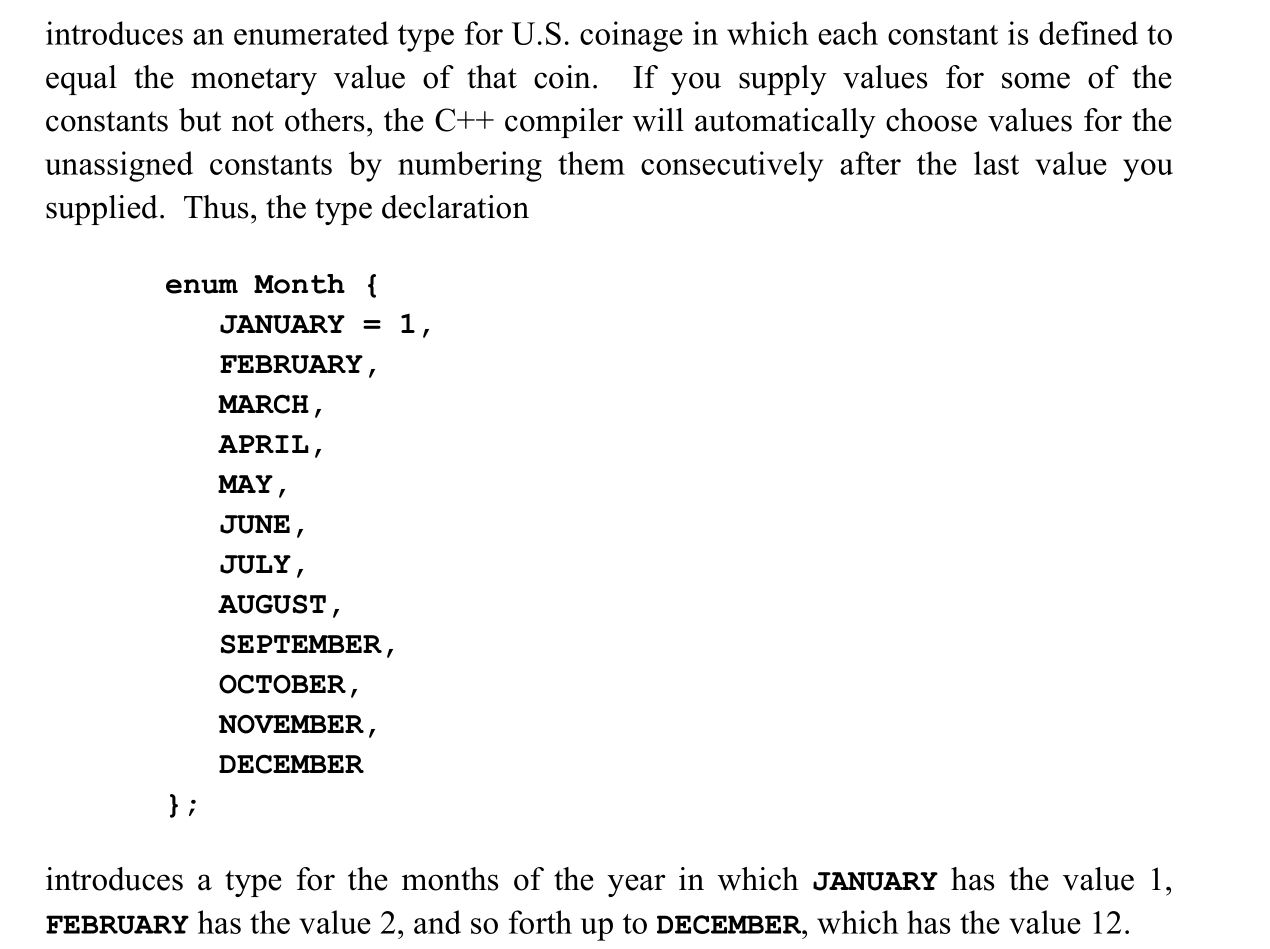 introduces an enumerated type for U.S. coinage in which each constant is defined to
equal the monetary value of that coin.  If you supply values for some of the
constants but not others, the C++ compiler will automatically choose values for the
unassigned constants by numbering them consecutively after the last value you
supplied.  Thus, the type declaration
enum Month {
   JANUARY = 1,
   FEBRUARY,
   MARCH,
   APRIL,
   MAY,
   JUNE,
   JULY,
   AUGUST,
   SEPTEMBER,
   OCTOBER,
   NOVEMBER,
   DECEMBER
};
introduces a type for the months of the year in which JANUARY has the value 1,
FEBRUARY has the value 2, and so forth up to DECEMBER, which has the value 12.